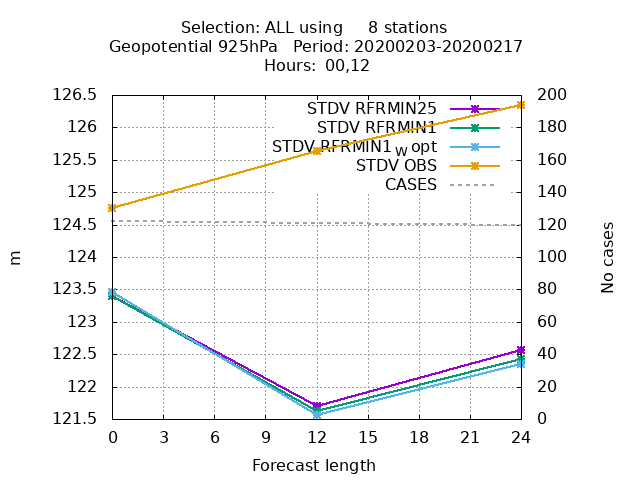 Selection: ALL using     8 stations
Geopotential 925hPa   Period: 20200203-20200217
Hours: 00,12
126.5
126
125.5
125
124.5
124
123.5
123
122.5
122
121.5
m
STDV RFRMIN25
STDV RFRMIN1
STDV RFRMIN1 w opt
STDV OBS
CASES
200
180
160
140
120
100
80
60
40
20
0
No cases
0 3 6 9 12 15 18 21 24
Forecast length